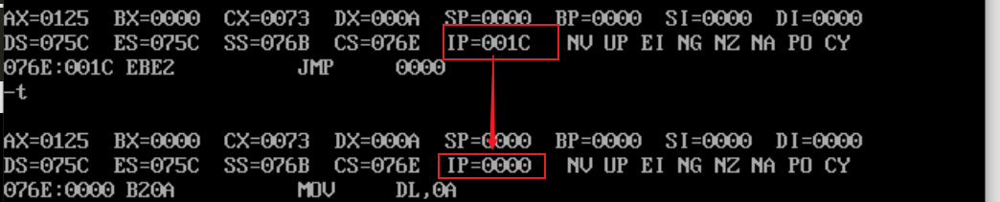 AX=0125  BX=0000  CX=0073  DX=000A  SP=0000  BP=0000  SI=0000  DI=0000
DS=075C  ES=075C  SS=076B  CS=076E  IP=001C   NV UP EI NG NZ NA PO CY
076E:001C EBE2          JMP     0000
-t
AX=0125  BX=0000  CX=0073  DX=000A  SP=0000  BP=0000  SI=0000  DI=0000
DS=075C  ES=075C  SS=076B  CS=076E  IP=0000   NV UP EI NG NZ NA PO CY
076E:0000 B20A          MOV     DL,0A